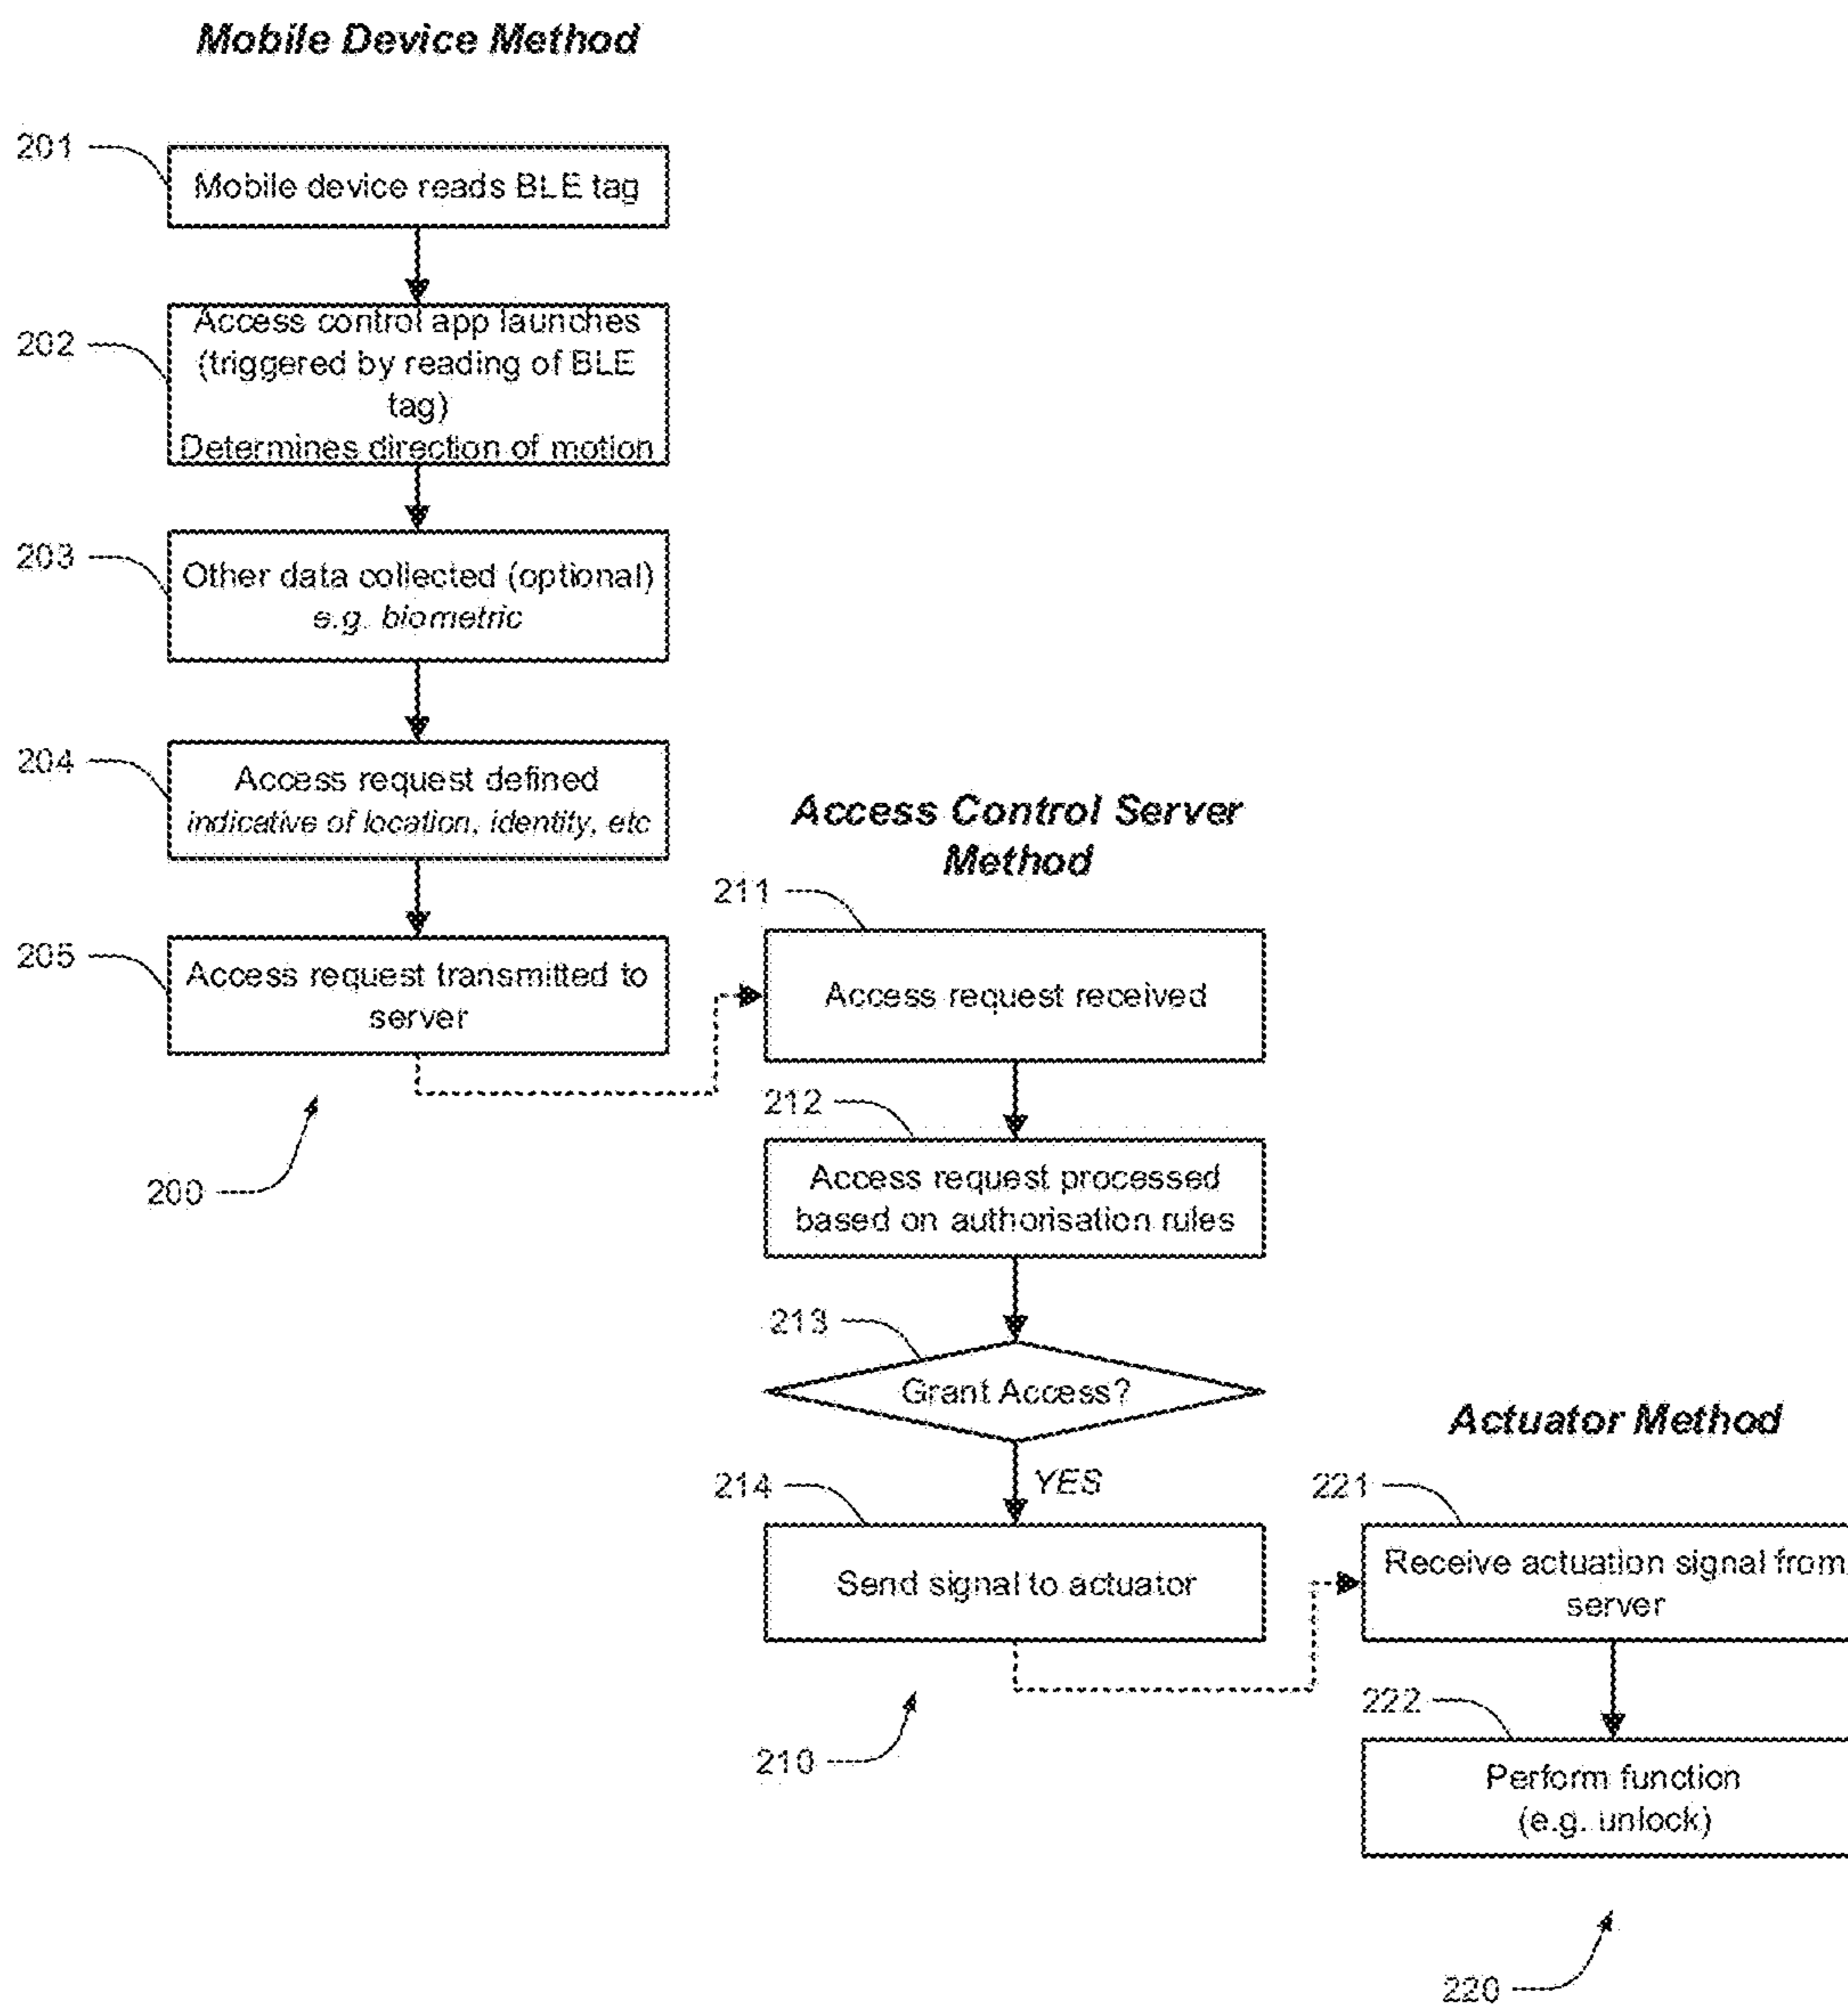 Mobile Device Method
201
Mobile device reads BLE tag
202
Access control app launches
(triggered by reading of BLE
tag)
Determines direction of motion
203
Other data collected (optional)
e.g. biometric
204
Access request defined
indicative of location, identity, etc
205
Access request transmitted to
server
200
Access Control Server
Method
211
Access request received
212
Access request processed
based on authorisation rules
213
Grant Access?
YES
214
Send signal to actuator
210
Actuator Method
221
Receive actuation signal from
server
222
Perform function
(e.g. unlock)
220